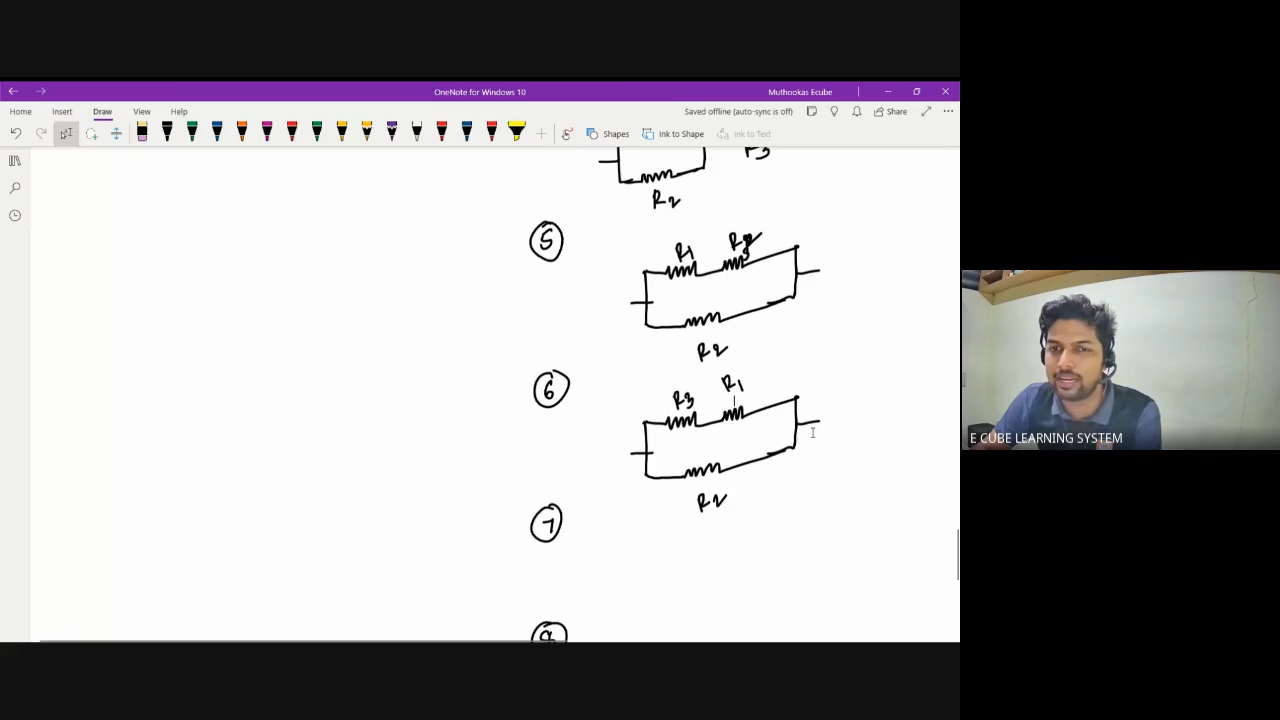 OneNote for Windows 10
Muthookas Ecube
Home Insert Draw View Help
Saved offline (auto-sync is off)
Share
Shapes
Ink to Shape
Ink to Text
R3
R2
5
R1
R2
6
R3 R1
R2
7
8
E CUBE LEARNING SYSTEM